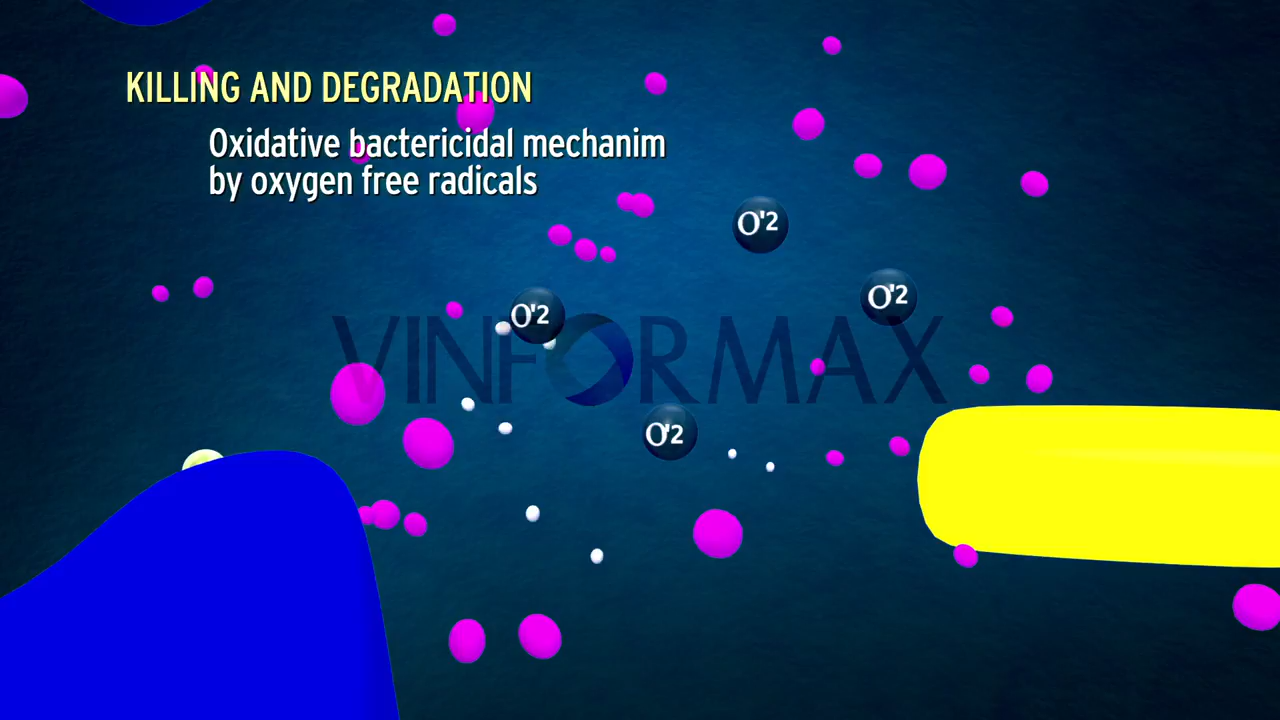 KILLING AND DEGRADATION
Oxidative bactericidal mechanim
by oxygen free radicals
O'2
O'2
O'2
VINFORMAX
O'2